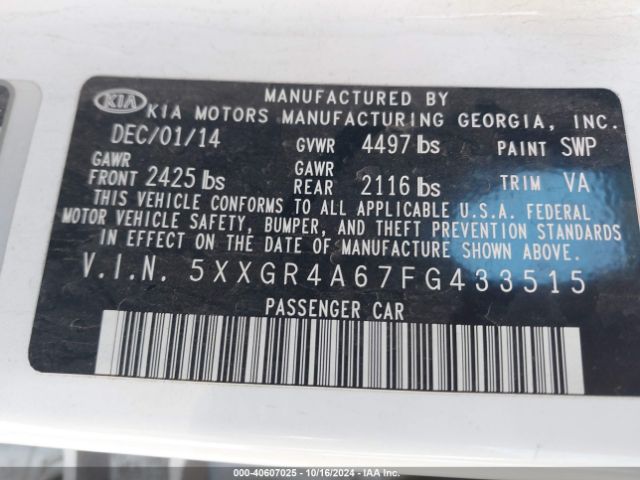 MANUFACTURED BY
KIA KIA MOTORS MANUFACTURING GEORGIA, INC.
DEC/01/14 GVWR 4497 lbs PAINT SWP
GAWR FRONT 2425 lbs GAWR REAR 2116 lbs TRIM VA
THIS VEHICLE CONFORMS TO ALL APPLICABLE U.S.A. FEDERAL
MOTOR VEHICLE SAFETY, BUMPER, AND THEFT PREVENTION STANDARDS
IN EFFECT ON THE DATE OF MANUFACTURE SHOWN ABOVE.
V.I.N. 5XXGR4A67FG433515
PASSENGER CAR
000-40607025 - 10/16/2024 - IAA Inc.